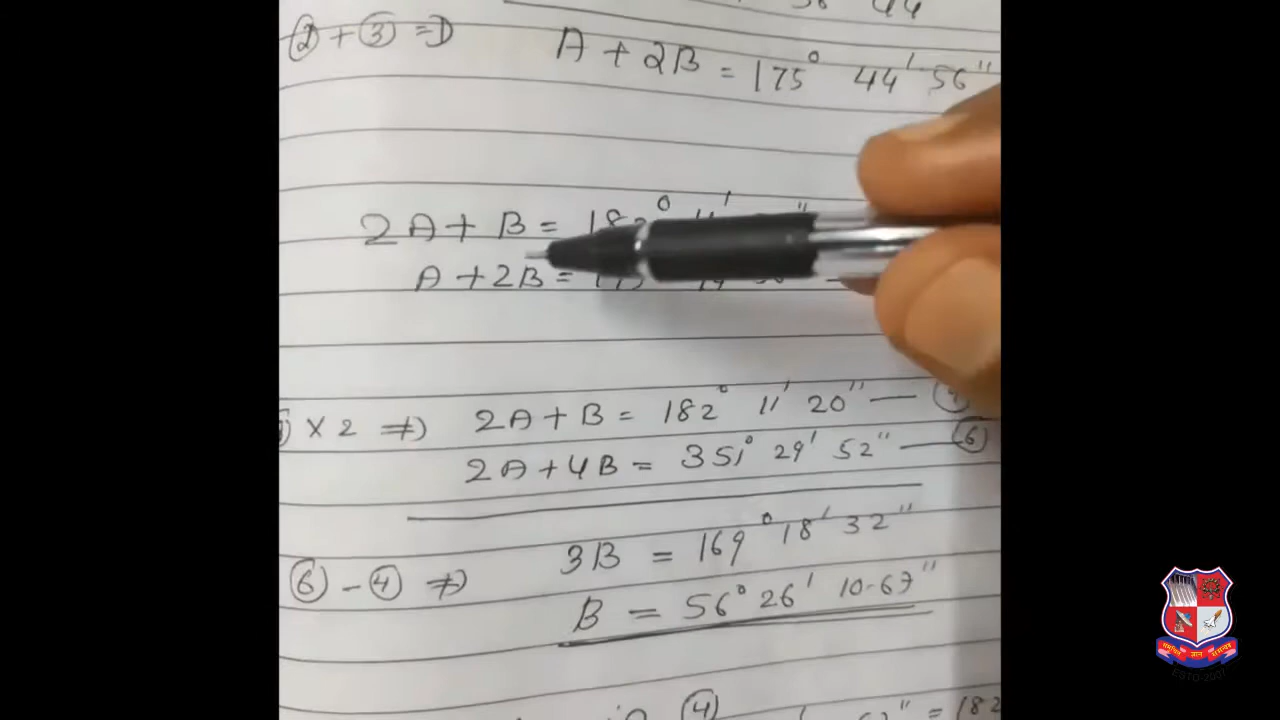 ② + ③ ⇒ A + 2B = 175° 44' 56"
2A + B =
A + 2B =
× 2 ⇒) 2A + B = 182° 11' 20" — ④
2A + 4B = 351° 29' 52" — ⑥
⑥ - ④ ⇒) 3B = 169° 18' 32"
B = 56° 26' 10.67"
④